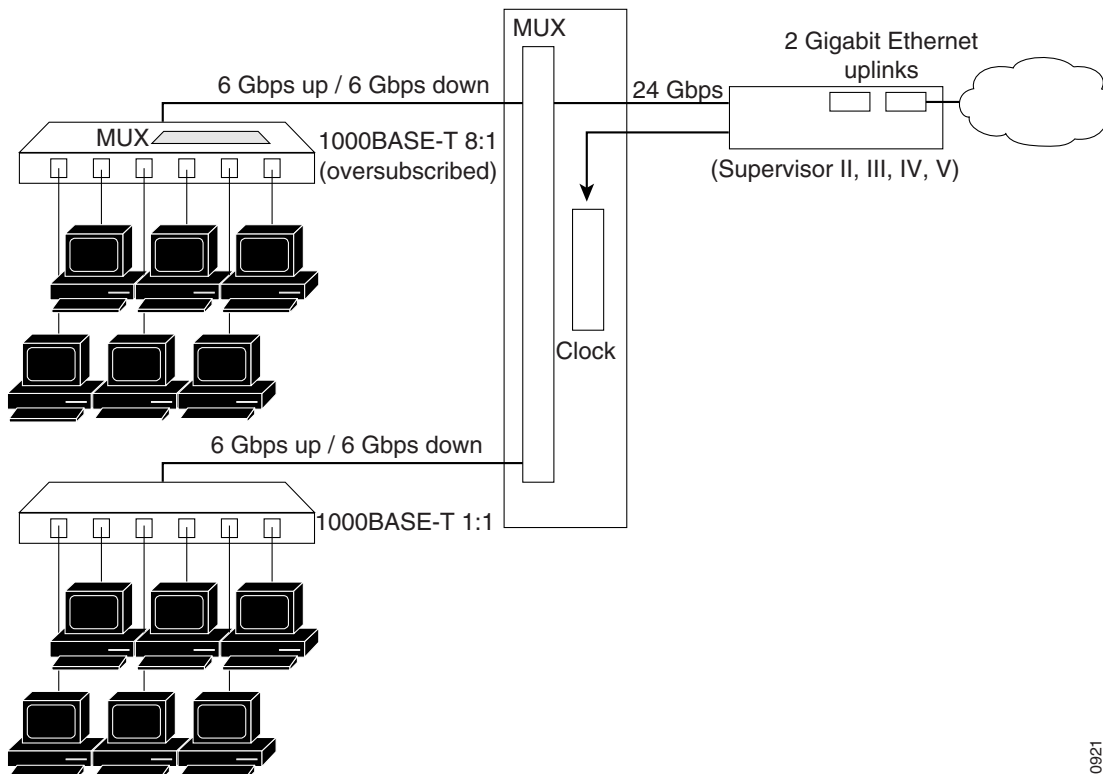 MUX
2 Gigabit Ethernet
uplinks
6 Gbps up / 6 Gbps down
24 Gbps
MUX
1000BASE-T 8:1
(oversubscribed)
(Supervisor II, III, IV, V)
Clock
6 Gbps up / 6 Gbps down
1000BASE-T 1:1
0921